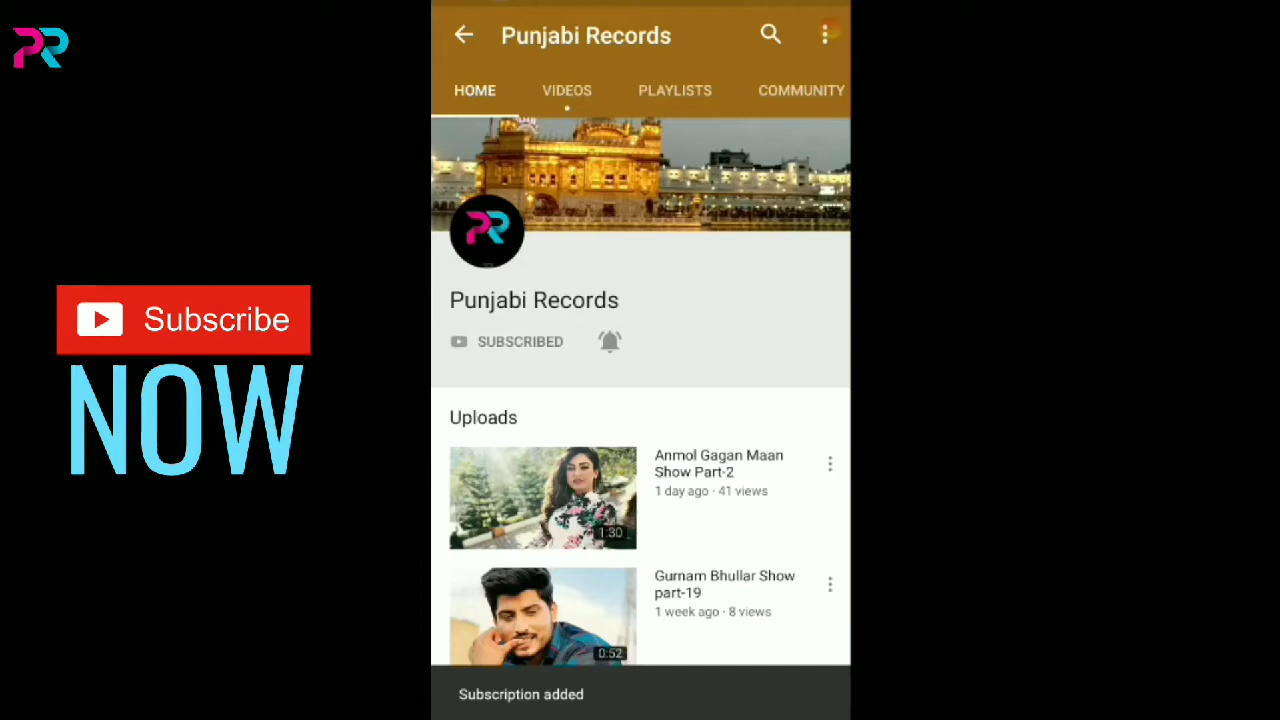 PR
Subscribe
NOW
Punjabi Records
HOME VIDEOS PLAYLISTS COMMUNITY
PR
Punjabi Records
SUBSCRIBED
Uploads
Anmol Gagan Maan
Show Part-2
1 day ago · 41 views
1:30
Gurnam Bhullar Show
part-19
1 week ago · 8 views
0:52
Subscription added